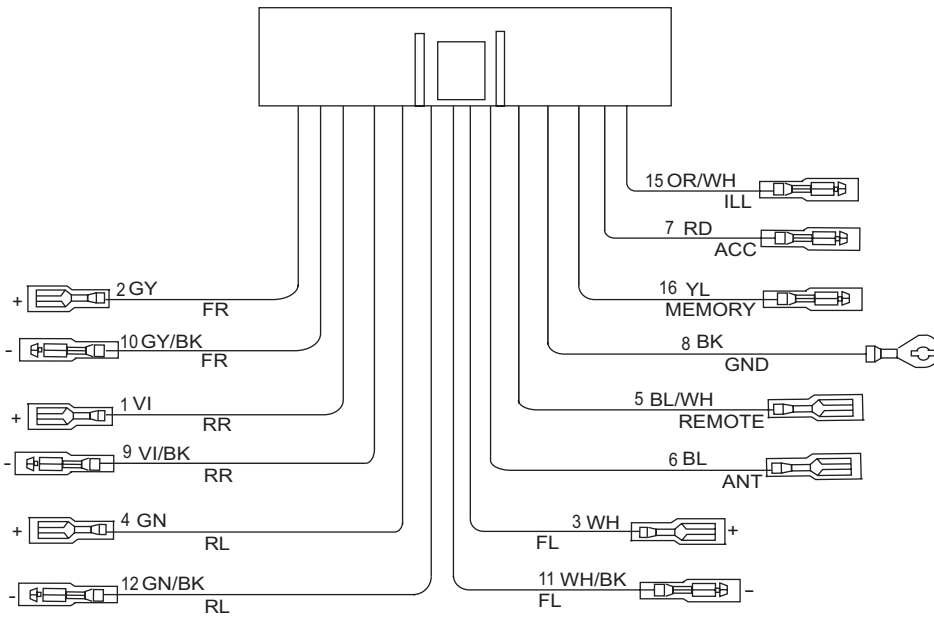 15 OR/WH
ILL
7 RD
ACC
+ 2 GY
FR
16 YL
MEMORY
- 10 GY/BK
FR
8 BK
GND
+ 1 VI
RR
5 BL/WH
REMOTE
- 9 VI/BK
RR
6 BL
ANT
+ 4 GN
RL
3 WH +
FL
- 12 GN/BK
RL
11 WH/BK -
FL